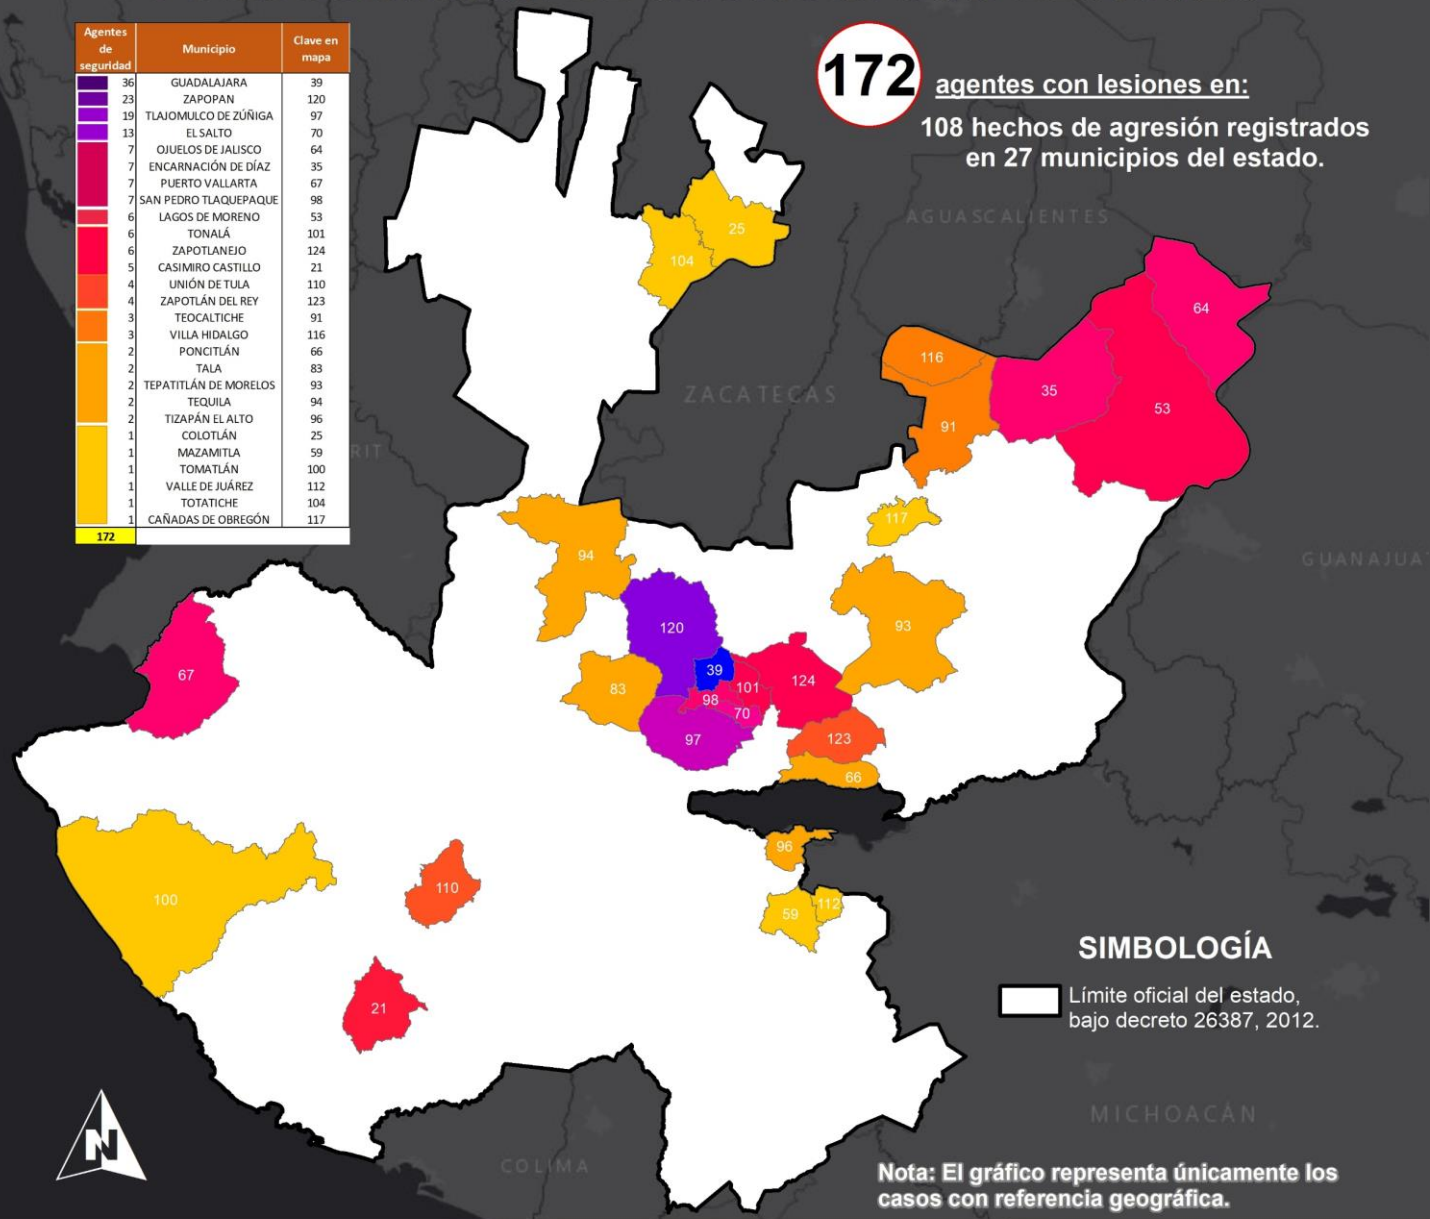 Agentes de seguridad Municipio Clave en mapa
36 GUADALAJARA 39
23 ZAPOPAN 120
19 TLAJOMULCO DE ZÚÑIGA 97
13 EL SALTO 70
7 OJUELOS DE JALISCO 64
7 ENCARNACIÓN DE DÍAZ 35
7 PUERTO VALLARTA 67
7 SAN PEDRO TLAQUEPAQUE 98
6 LAGOS DE MORENO 53
6 TONALÁ 101
6 ZAPOTLANEJO 124
5 CASIMIRO CASTILLO 21
4 UNIÓN DE TULA 110
4 ZAPOTLÁN DEL REY 123
3 TEOCALTICHE 91
3 VILLA HIDALGO 116
2 PONCITLÁN 66
2 TALA 83
2 TEPATITLÁN DE MORELOS 93
2 TEQUILA 94
2 TIZAPÁN EL ALTO 96
1 COLOTLÁN 25
1 MAZAMITLA 59
1 TOMATLÁN 100
1 VALLE DE JUÁREZ 112
1 TOTATICHE 104
1 CAÑADAS DE OBREGÓN 117
172
172 agentes con lesiones en:
108 hechos de agresión registrados
en 27 municipios del estado.
AGUASCALIENTES
25
104
64
116
35
ZACATECAS
53
91
RIT
117
94
GUANAJUAT
120
93
39
67
124
83
101
98
70
97
123
66
96
110
100
59
112
SIMBOLOGÍA
Límite oficial del estado,
bajo decreto 26387, 2012.
21
MICHOACÁN
N
COLIMA
Nota: El gráfico representa únicamente los
casos con referencia geográfica.